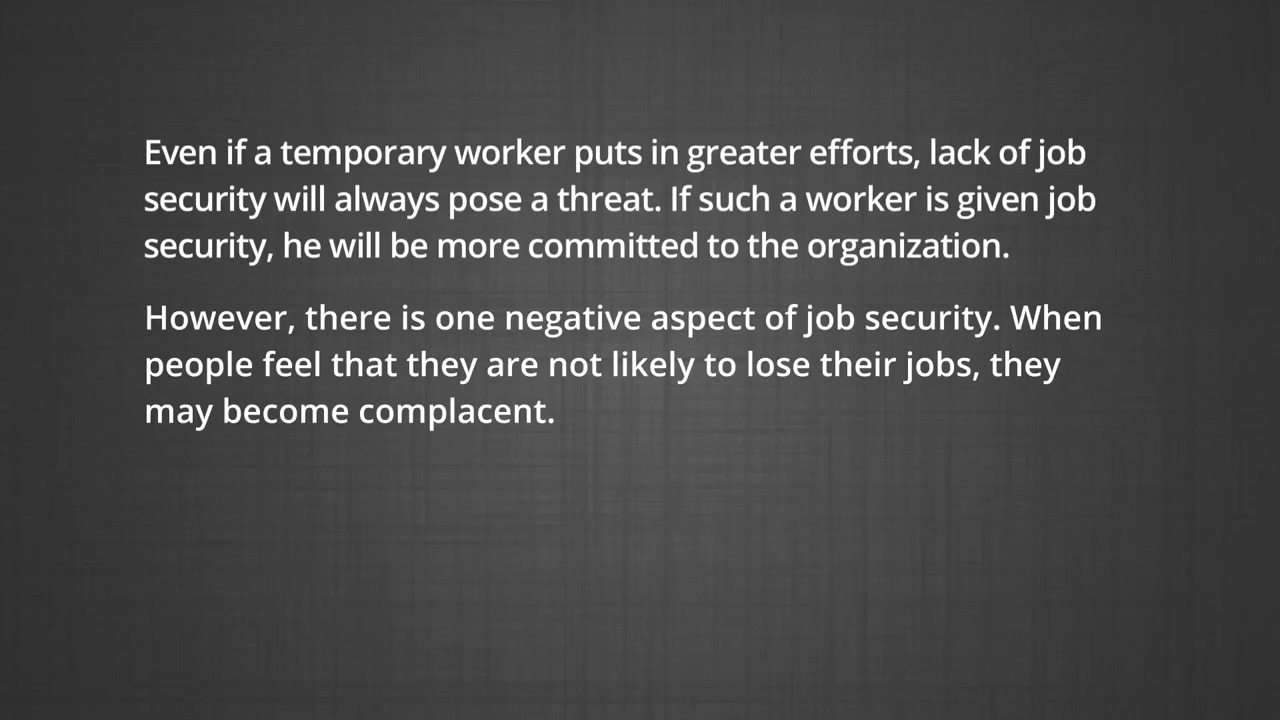 Even if a temporary worker puts in greater efforts, lack of job
security will always pose a threat. If such a worker is given job
security, he will be more committed to the organization.
However, there is one negative aspect of job security. When
people feel that they are not likely to lose their jobs, they
may become complacent.